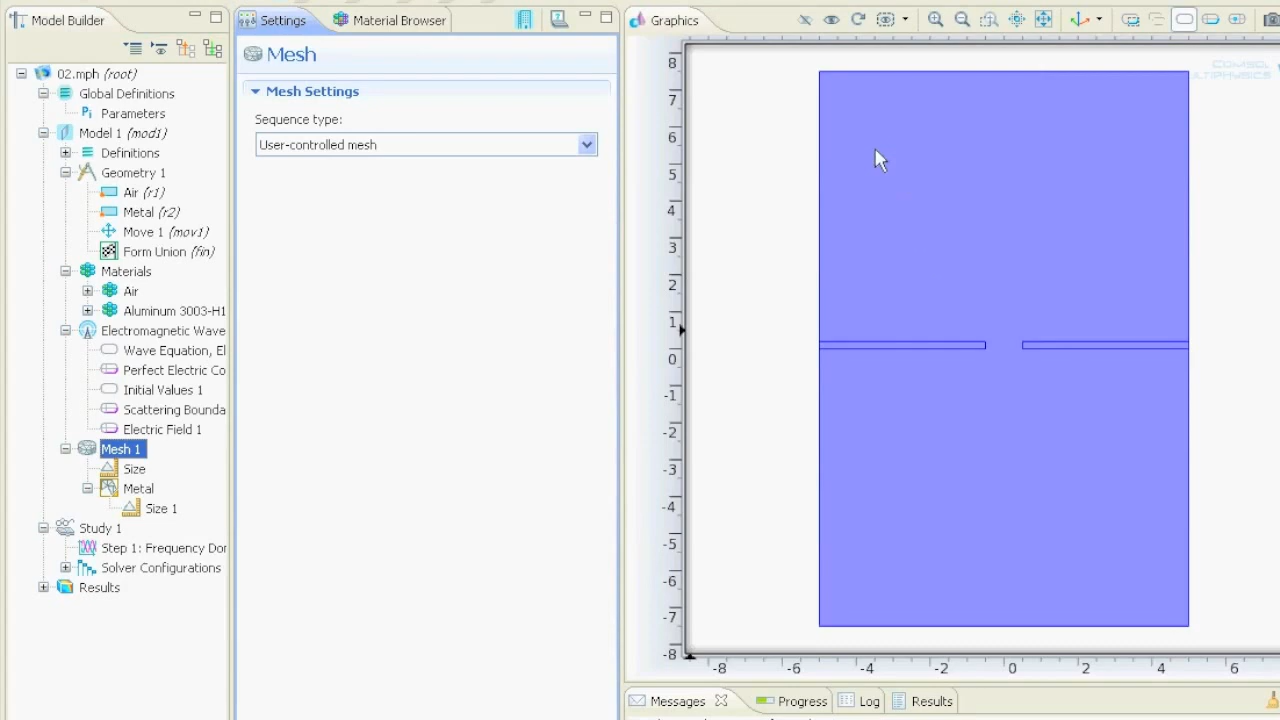 Model Builder
Settings
Material Browser
Graphics
Mesh
02.mph (root)
Global Definitions
Parameters
Model 1 (mod1)
Definitions
Geometry 1
Air (r1)
Metal (r2)
Move 1 (mov1)
Form Union (fin)
Materials
Air
Aluminum 3003-H1
Electromagnetic Wave
Wave Equation, El
Perfect Electric Co
Initial Values 1
Scattering Bounda
Electric Field 1
Mesh 1
Size
Metal
Size 1
Study 1
Step 1: Frequency Dor
Solver Configurations
Results
Mesh Settings
Sequence type:
User-controlled mesh
COMSOL
ULTIPHYSICS
8
7
6
5
4
3
2
1
0
-1
-2
-3
-4
-5
-6
-7
-8
-8 -6 -4 -2 0 2 4 6
Messages
Progress
Log
Results